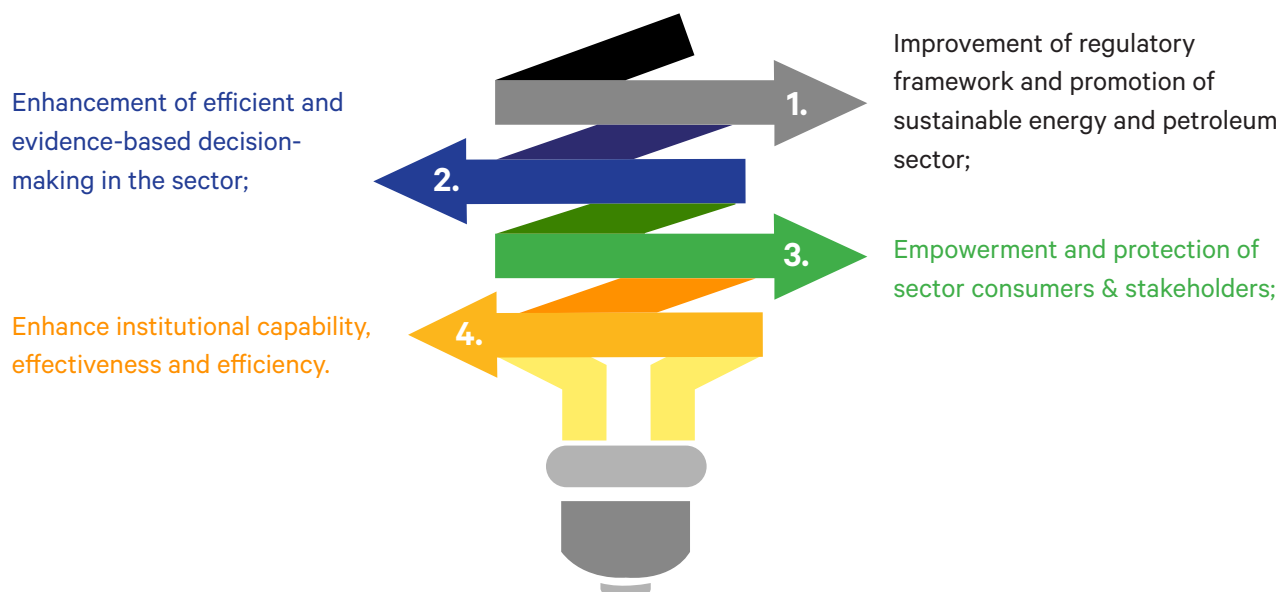 1.
Improvement of regulatory
framework and promotion of
sustainable energy and petroleum
sector;
2.
Enhancement of efficient and
evidence-based decision-
making in the sector;
3.
Empowerment and protection of
sector consumers & stakeholders;
4.
Enhance institutional capability,
effectiveness and efficiency.